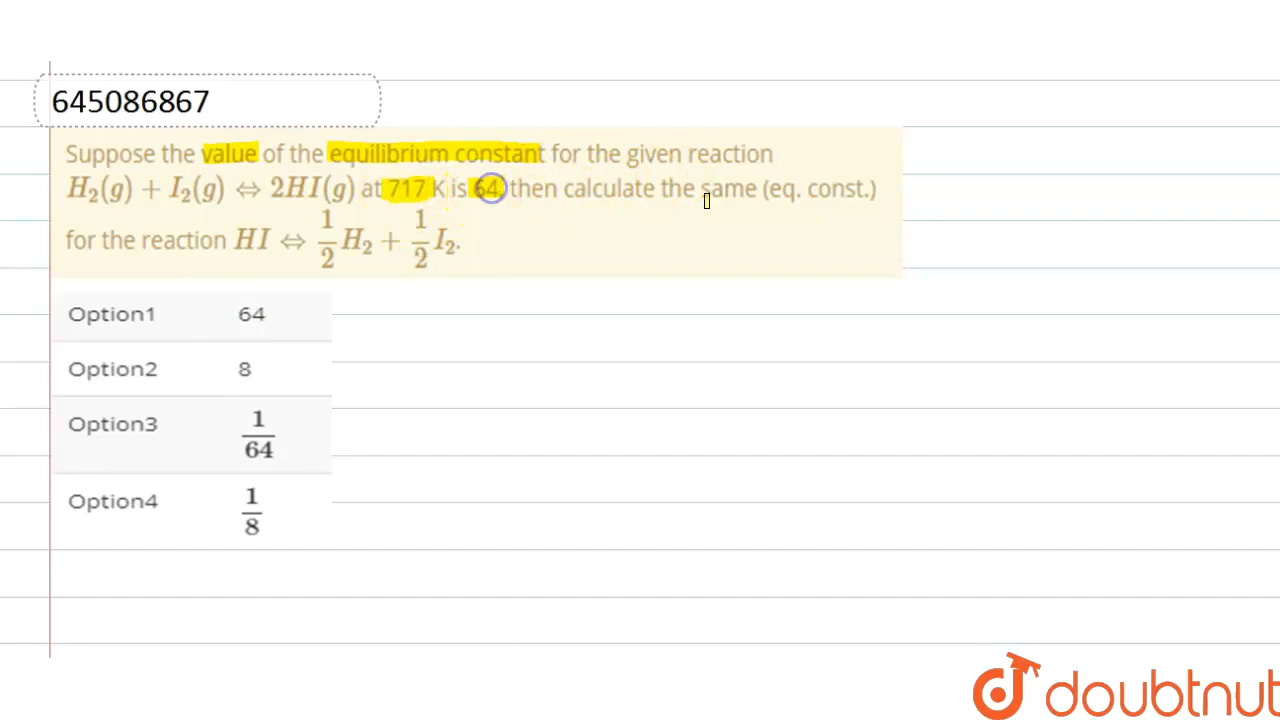 645086867
Suppose the value of the equilibrium constant for the given reaction
H₂(g) + I₂(g) ⇔ 2HI(g) at 717 K is 64, then calculate the same (eq. const.)
for the reaction HI ⇔ 1/2 H₂ + 1/2 I₂.
Option1 64
Option2 8
Option3 1/64
Option4 1/8
doubtnut